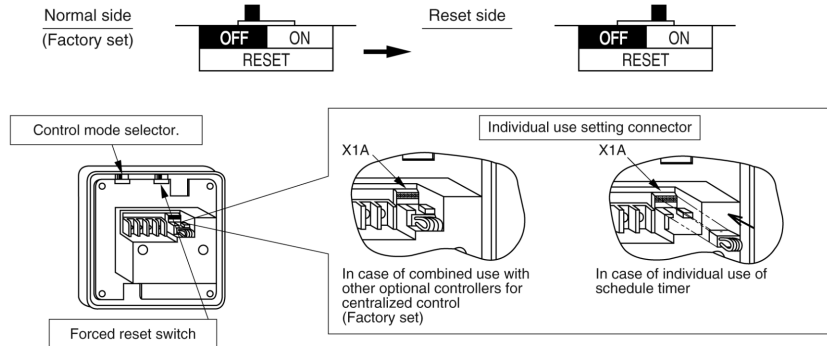 Normal side
(Factory set)
OFF ON
RESET
Reset side
OFF ON
RESET
Control mode selector.
Forced reset switch
Individual use setting connector
X1A
In case of combined use with
other optional controllers for
centralized control
(Factory set)
X1A
In case of individual use of
schedule timer